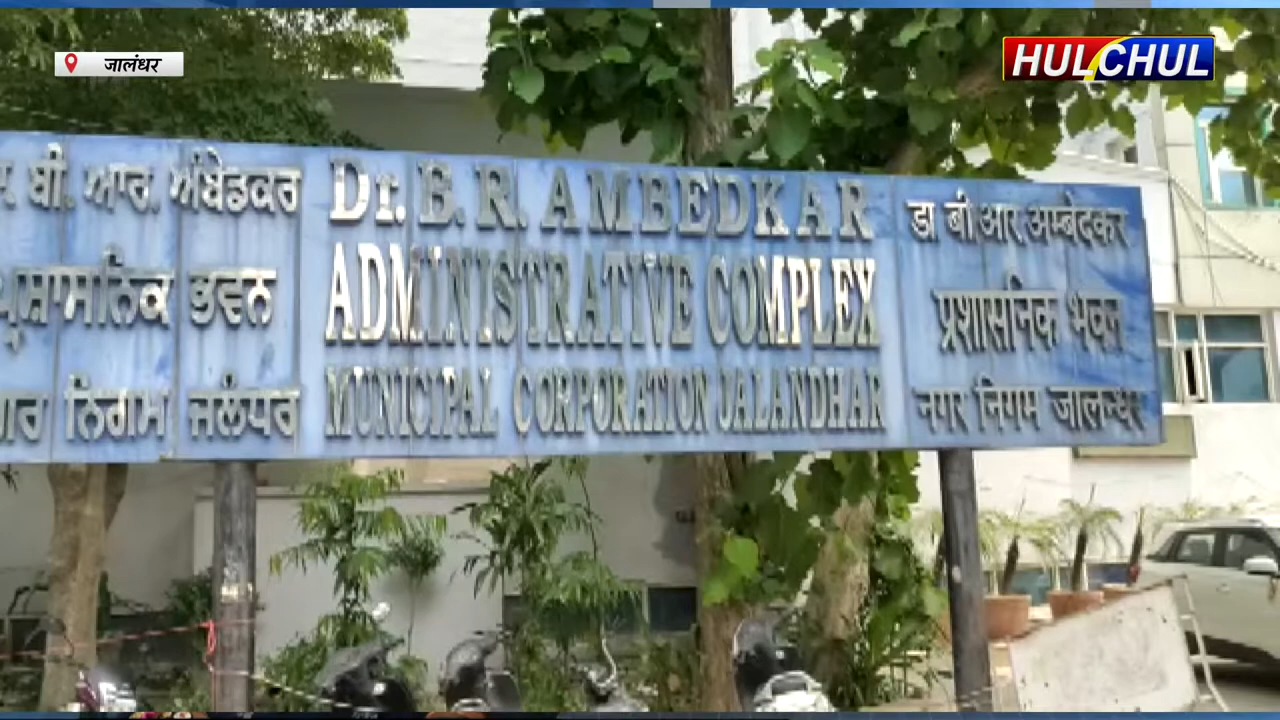 जालंधर
HULCHUL
ਬੀ. ਆਰ. ਅੰਬੇਡਕਰ
ਪ੍ਰਸ਼ਾਸਨਿਕ ਭਵਨ
ਨਿਗਮ ਜਲੰਧਰ
Dr. B. R. AMBEDKAR
ADMINISTRATIVE COMPLEX
MUNICIPAL CORPORATION JALANDHAR
डा बी आर अम्बेदकर
प्रशासनिक भवन
नगर निगम जालन्धर